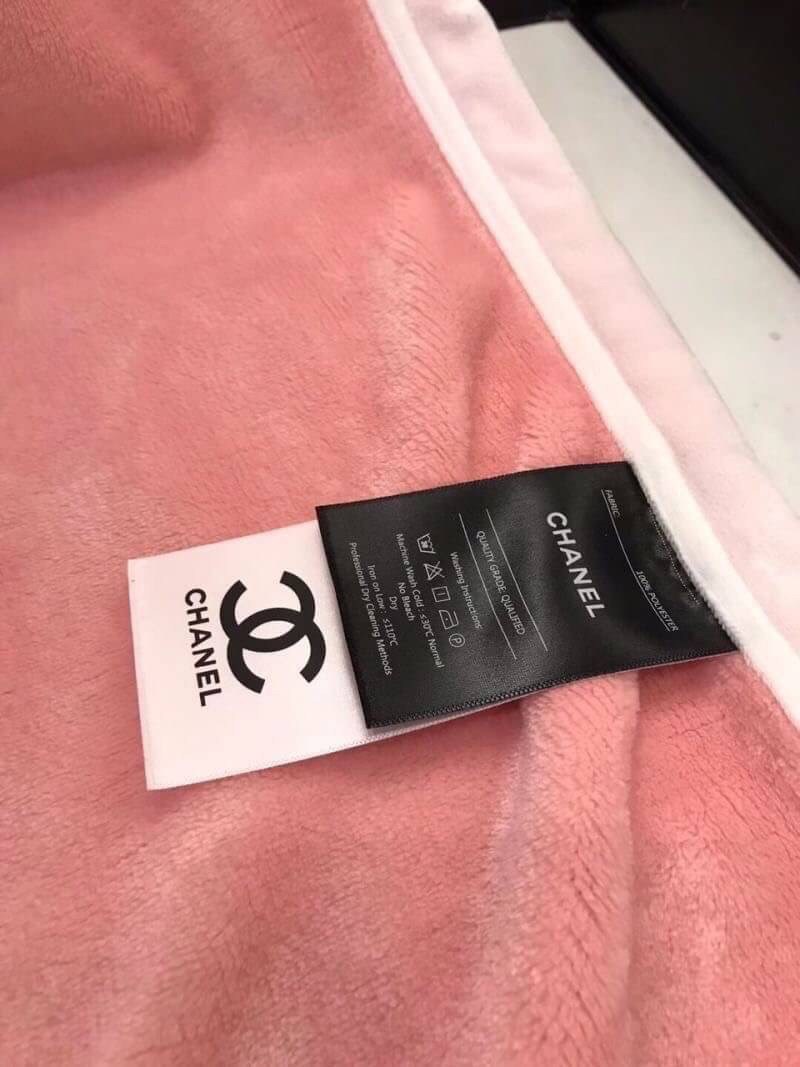 CHANEL
FABRIC:
100% POLYESTER
CHANEL
QUALITY GRADE: QUALIFIED
Washing Instructions
30
P
Machine Wash Cold : ≤30℃ Normal
No Bleach
Dry
Iron on Low : ≤110℃
Professional Dry Cleaning Methods